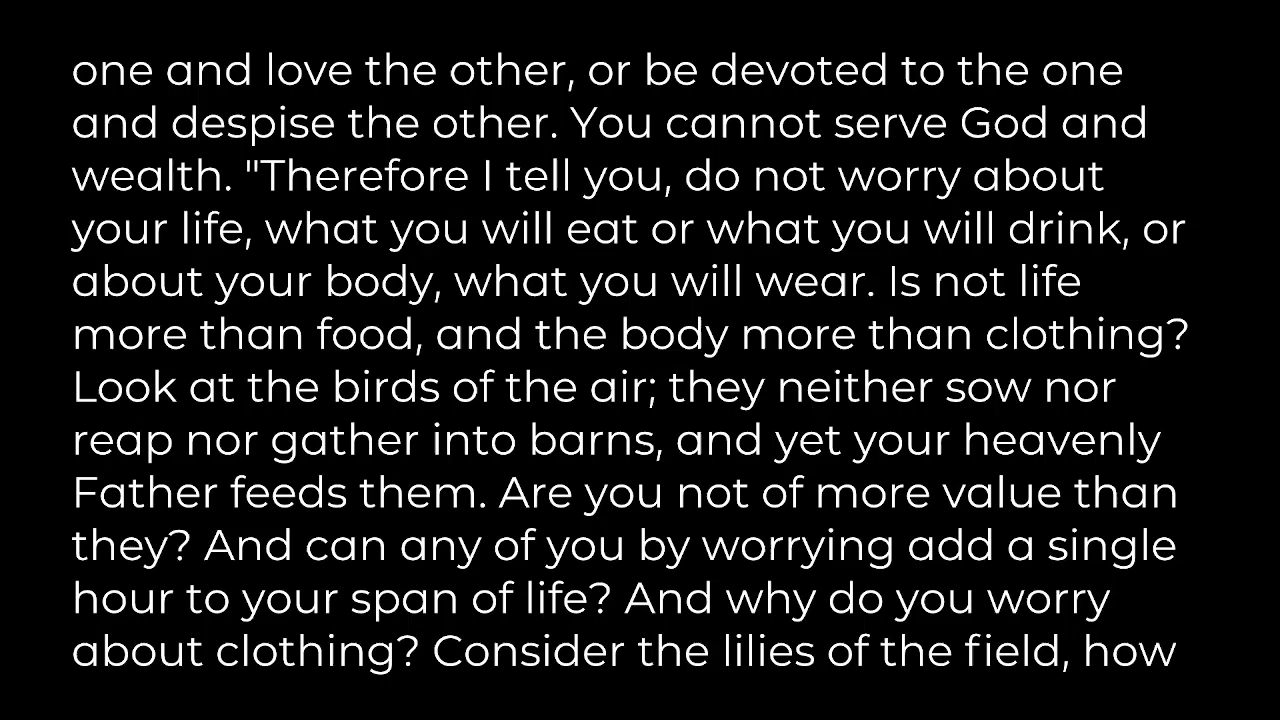 one and love the other, or be devoted to the one
and despise the other. You cannot serve God and
wealth. "Therefore I tell you, do not worry about
your life, what you will eat or what you will drink, or
about your body, what you will wear. Is not life
more than food, and the body more than clothing?
Look at the birds of the air; they neither sow nor
reap nor gather into barns, and yet your heavenly
Father feeds them. Are you not of more value than
they? And can any of you by worrying add a single
hour to your span of life? And why do you worry
about clothing? Consider the lilies of the field, how